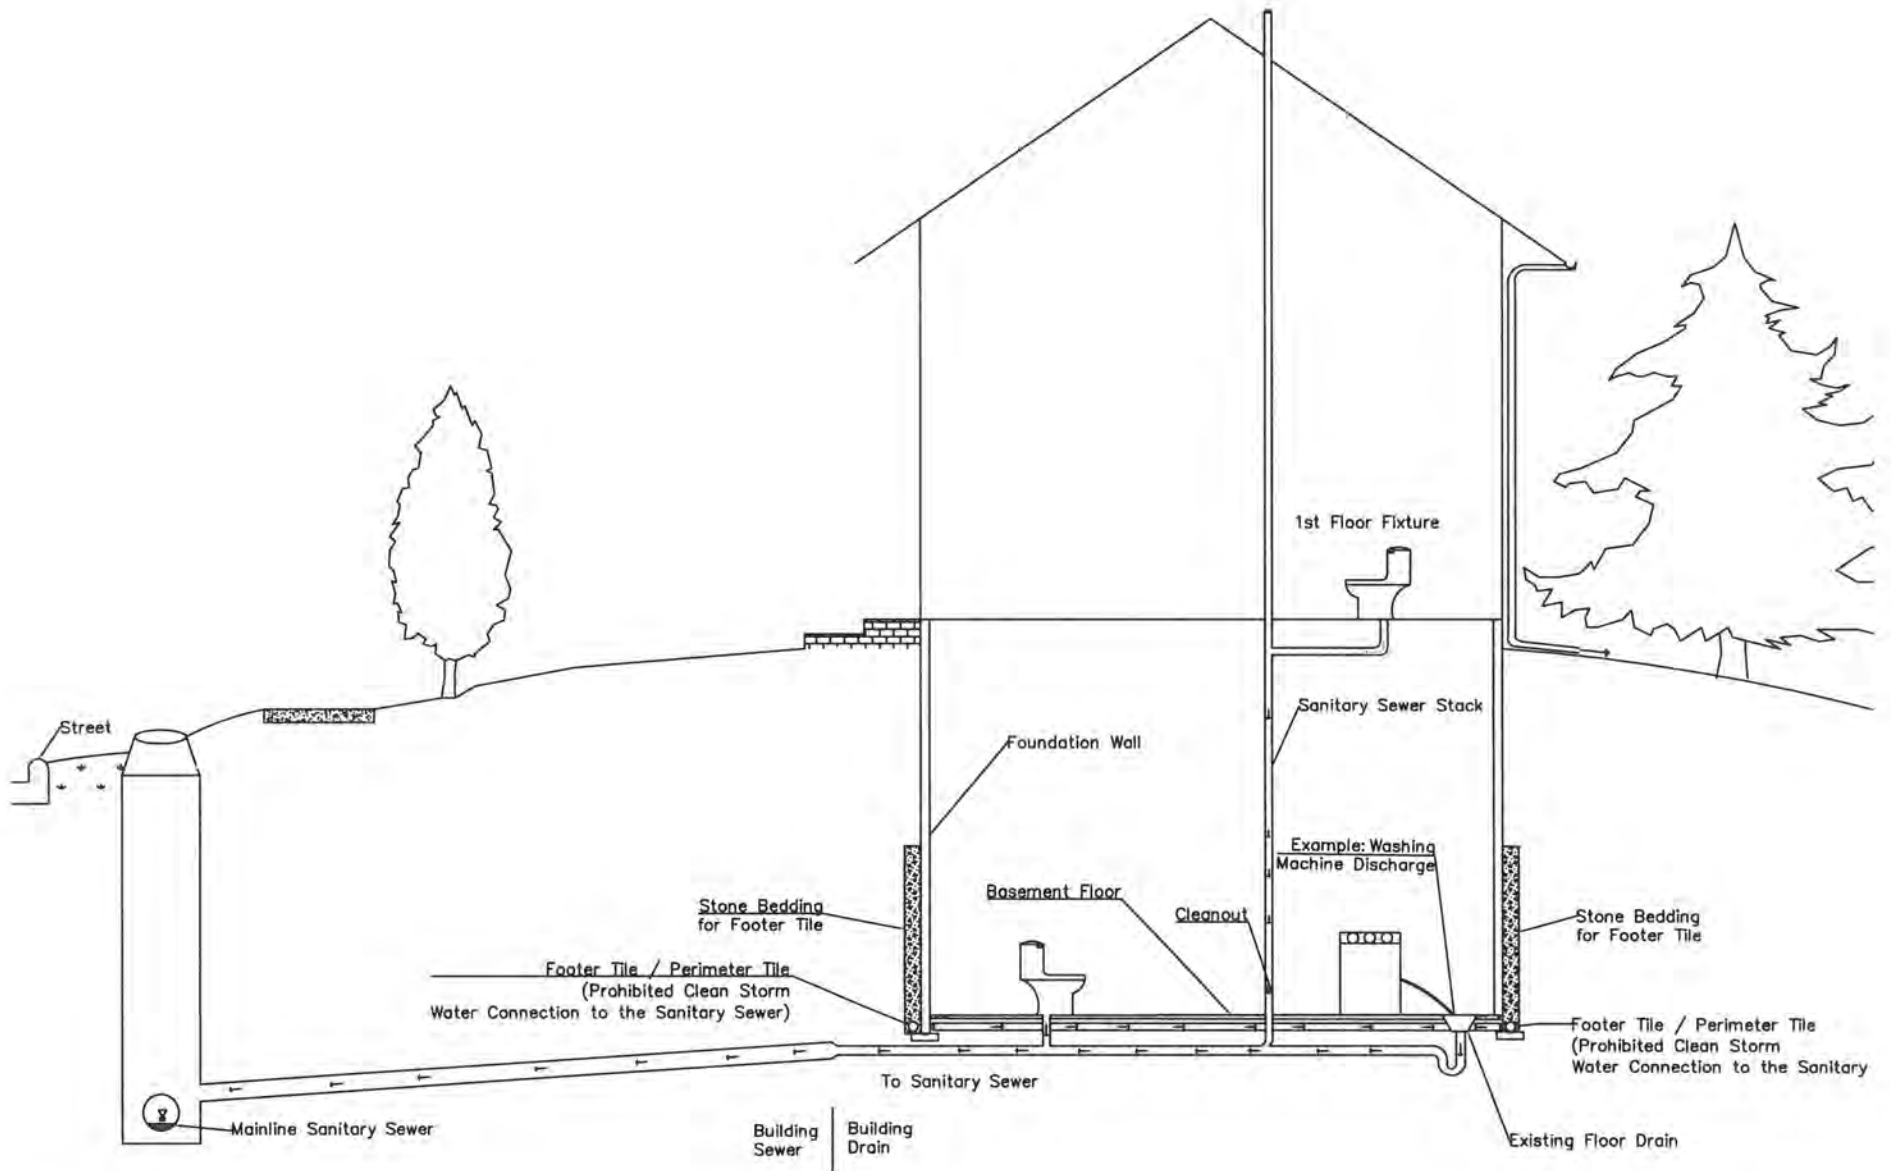 1st Floor Fixture
Sanitary Sewer Stack
Street
Foundation Wall
Example: Washing
Machine Discharge
Basement Floor
Cleanout
Stone Bedding
for Footer Tile
Stone Bedding
for Footer Tile
Footer Tile / Perimeter Tile
(Prohibited Clean Storm
Water Connection to the Sanitary Sewer)
Footer Tile / Perimeter Tile
(Prohibited Clean Storm
Water Connection to the Sanitary
To Sanitary Sewer
Mainline Sanitary Sewer
Building
Sewer
Building
Drain
Existing Floor Drain